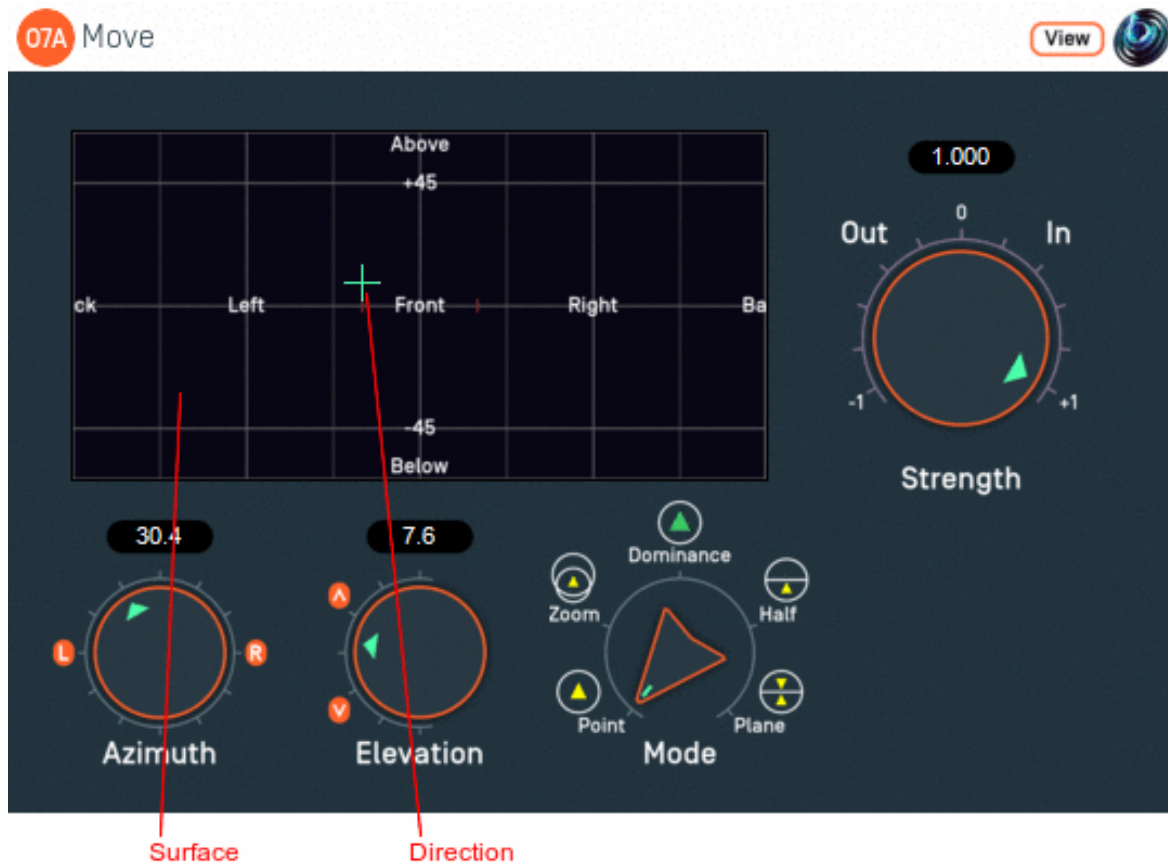 O7A Move
View
Above
+45
ck Left Front Right Ba
-45
Below
1.000
Out 0 In
-1 +1
Strength
30.4
L R
Azimuth
7.6
Elevation
Dominance
Zoom Half
Point Plane
Mode
Surface Direction